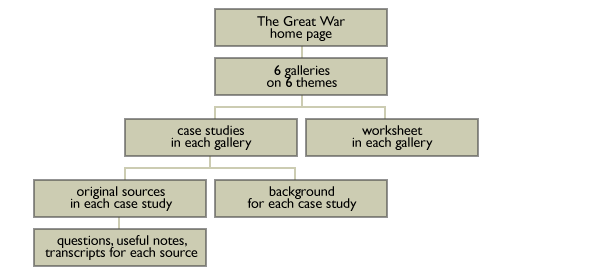 The Great War
home page
6 galleries
on 6 themes
case studies
in each gallery
worksheet
in each gallery
original sources
in each case study
background
for each case study
questions, useful notes,
transcripts for each source